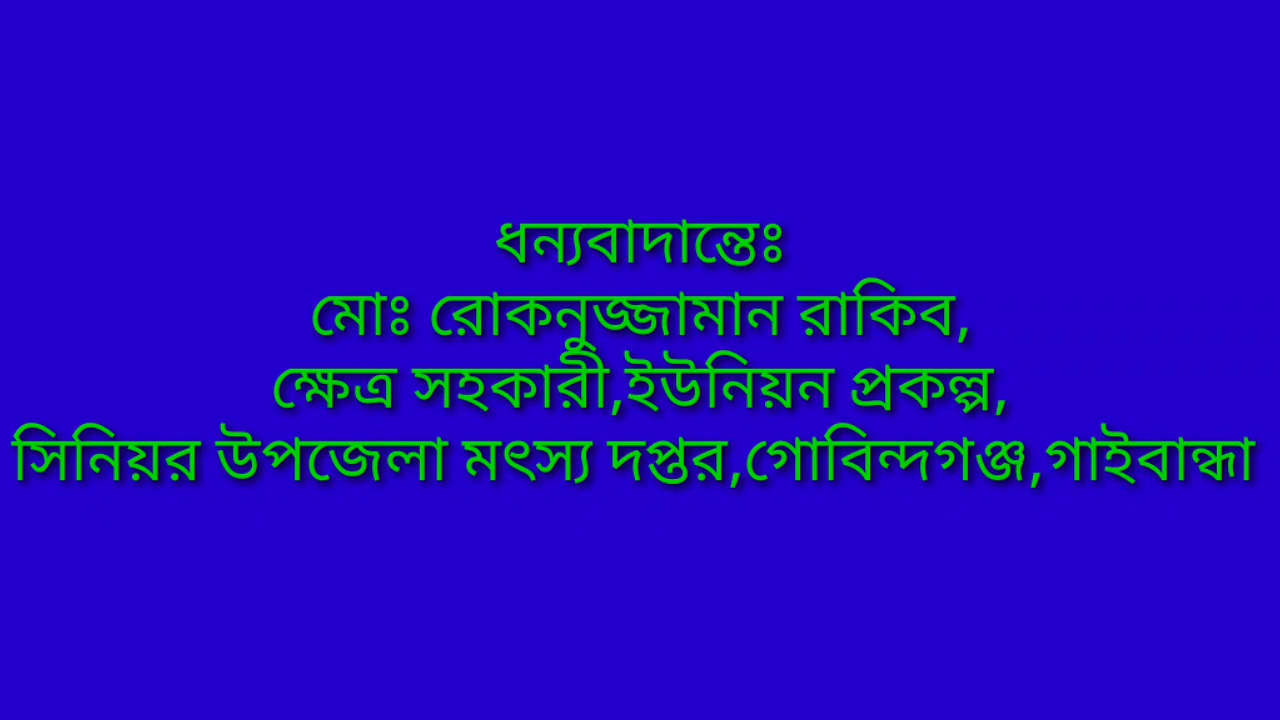 ধন্যবাদান্তেঃ
মোঃ রোকনুজ্জামান রাকিব,
ক্ষেত্র সহকারী,ইউনিয়ন প্রকল্প,
সিনিয়র উপজেলা মৎস্য দপ্তর,গোবিন্দগঞ্জ,গাইবান্ধা